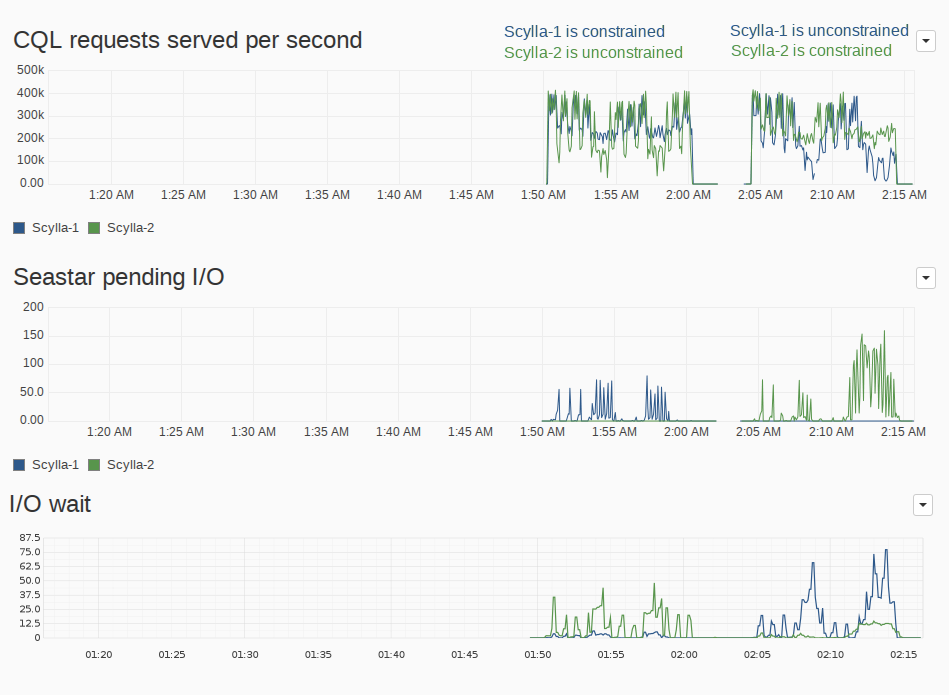 CQL requests served per second
Scylla-1 is constrained
Scylla-2 is unconstrained
Scylla-1 is unconstrained
Scylla-2 is constrained
500k
400k
300k
200k
100k
0.00
1:20 AM 1:25 AM 1:30 AM 1:35 AM 1:40 AM 1:45 AM 1:50 AM 1:55 AM 2:00 AM 2:05 AM 2:10 AM 2:15 AM
Scylla-1 Scylla-2
Seastar pending I/O
200
150
100
50.0
0.00
1:20 AM 1:25 AM 1:30 AM 1:35 AM 1:40 AM 1:45 AM 1:50 AM 1:55 AM 2:00 AM 2:05 AM 2:10 AM 2:15 AM
Scylla-1 Scylla-2
I/O wait
87.5
75.0
62.5
50.0
37.5
25.0
12.5
0
01:20 01:25 01:30 01:35 01:40 01:45 01:50 01:55 02:00 02:05 02:10 02:15